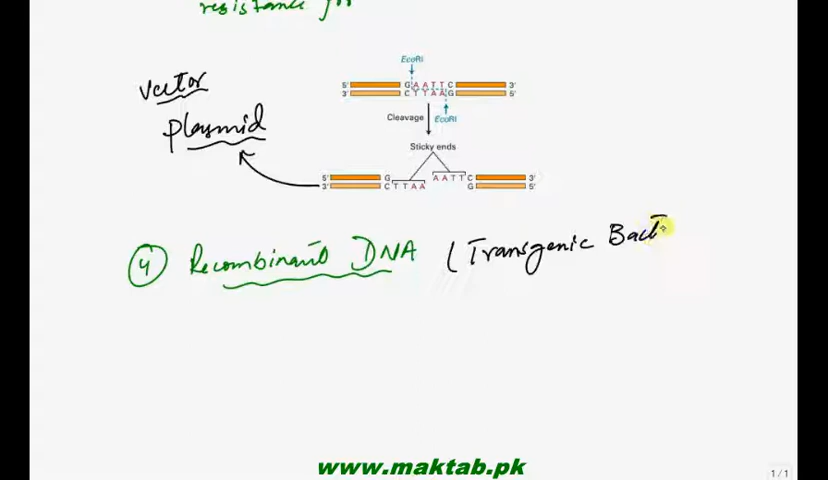 resistance for
EcoRI
5' G A A T T C 3'
3' C T T A A G 5'
Cleavage EcoRI
Sticky ends
5' G A A T T C 3'
3' C T T A A G 5'
vector
plasmid
4 Recombinant DNA (Transgenic Bact
www.maktab.pk
1 / 1